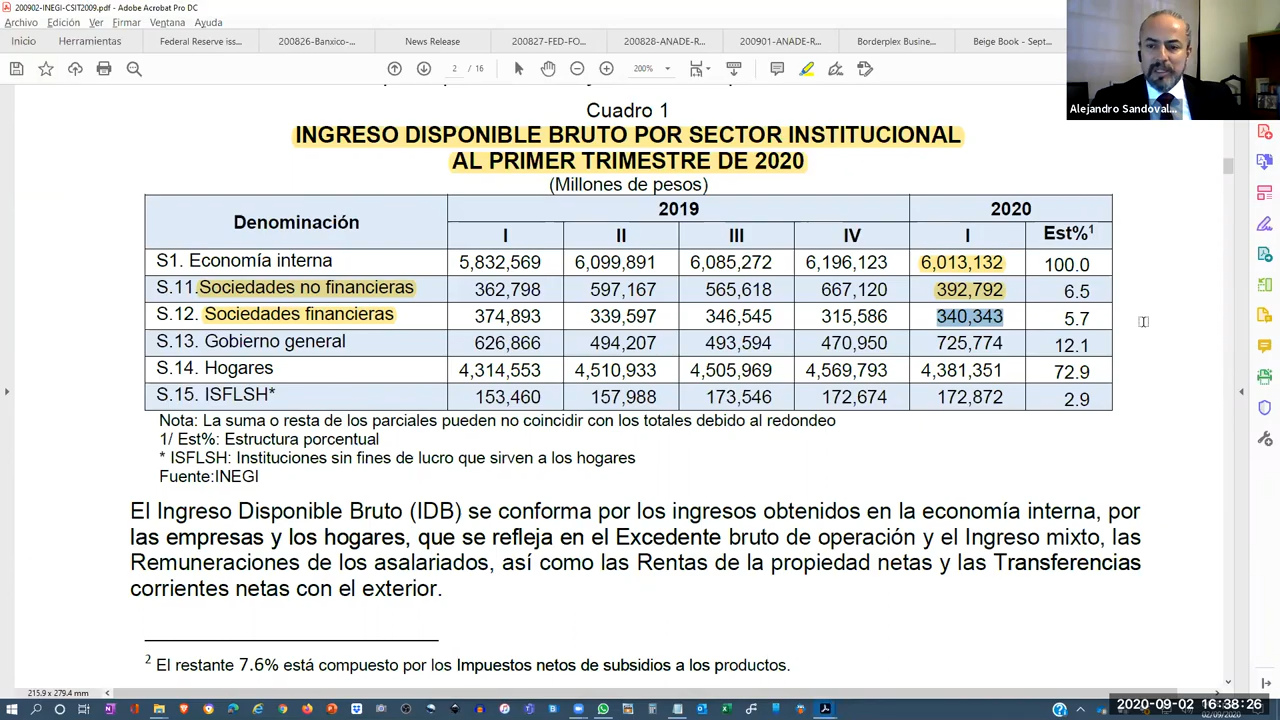 200902-INEGI-CSIT2009.pdf - Adobe Acrobat Pro DC
Archivo Edición Ver Firmar Ventana Ayuda
Inicio Herramientas Federal Reserve iss... 200826-Banxico-... News Release 200827-FED-FO... 200828-ANADE-R... 200901-ANADE-R... Borderplex Busine... Beige Book - Sept...
2 / 16 200%
Alejandro Sandoval...
Cuadro 1
INGRESO DISPONIBLE BRUTO POR SECTOR INSTITUCIONAL
AL PRIMER TRIMESTRE DE 2020
(Millones de pesos)
Denominación 2019 2020
I II III IV I Est%1
S1. Economía interna 5,832,569 6,099,891 6,085,272 6,196,123 6,013,132 100.0
S.11.Sociedades no financieras 362,798 597,167 565,618 667,120 392,792 6.5
S.12. Sociedades financieras 374,893 339,597 346,545 315,586 340,343 5.7
S.13. Gobierno general 626,866 494,207 493,594 470,950 725,774 12.1
S.14. Hogares 4,314,553 4,510,933 4,505,969 4,569,793 4,381,351 72.9
S.15. ISFLSH* 153,460 157,988 173,546 172,674 172,872 2.9
Nota: La suma o resta de los parciales pueden no coincidir con los totales debido al redondeo
1/ Est%: Estructura porcentual
* ISFLSH: Instituciones sin fines de lucro que sirven a los hogares
Fuente:INEGI
El Ingreso Disponible Bruto (IDB) se conforma por los ingresos obtenidos en la economía interna, por
las empresas y los hogares, que se refleja en el Excedente bruto de operación y el Ingreso mixto, las
Remuneraciones de los asalariados, así como las Rentas de la propiedad netas y las Transferencias
corrientes netas con el exterior.
2 El restante 7.6% está compuesto por los Impuestos netos de subsidios a los productos.
215.9 x 279.4 mm
2020-09-02 16:38:26